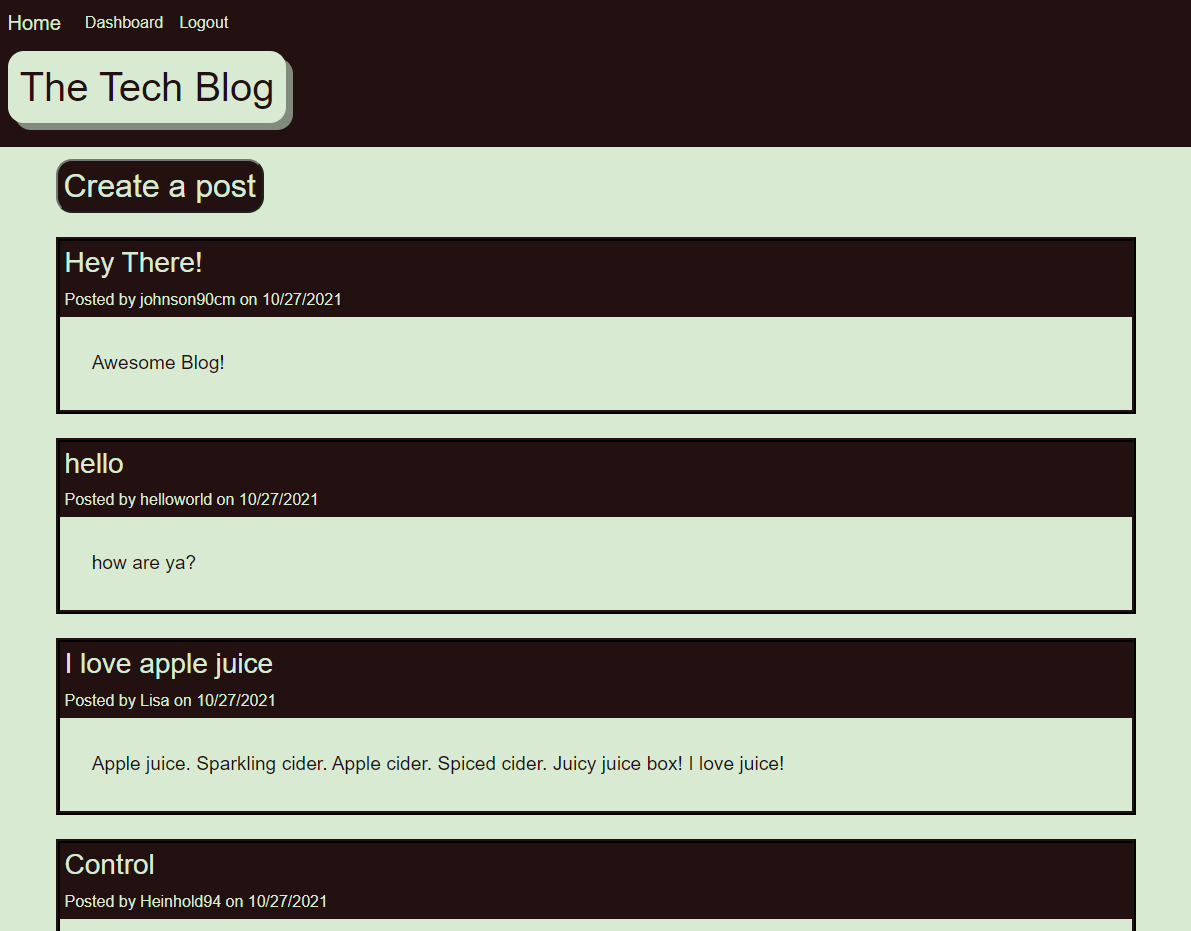 Home Dashboard Logout
The Tech Blog
Create a post
Hey There!
Posted by johnson90cm on 10/27/2021
Awesome Blog!
hello
Posted by helloworld on 10/27/2021
how are ya?
I love apple juice
Posted by Lisa on 10/27/2021
Apple juice. Sparkling cider. Apple cider. Spiced cider. Juicy juice box! I love juice!
Control
Posted by Heinhold94 on 10/27/2021